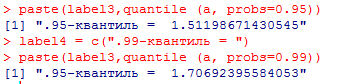 > paste(label3,quantile (a, probs=0.95))
[1] ".95-квантиль =  1.51198671430545"
> label4 = c(".99-квантиль = ")
> paste(label3,quantile (a, probs=0.99))
[1] ".95-квантиль =  1.70692395584053"